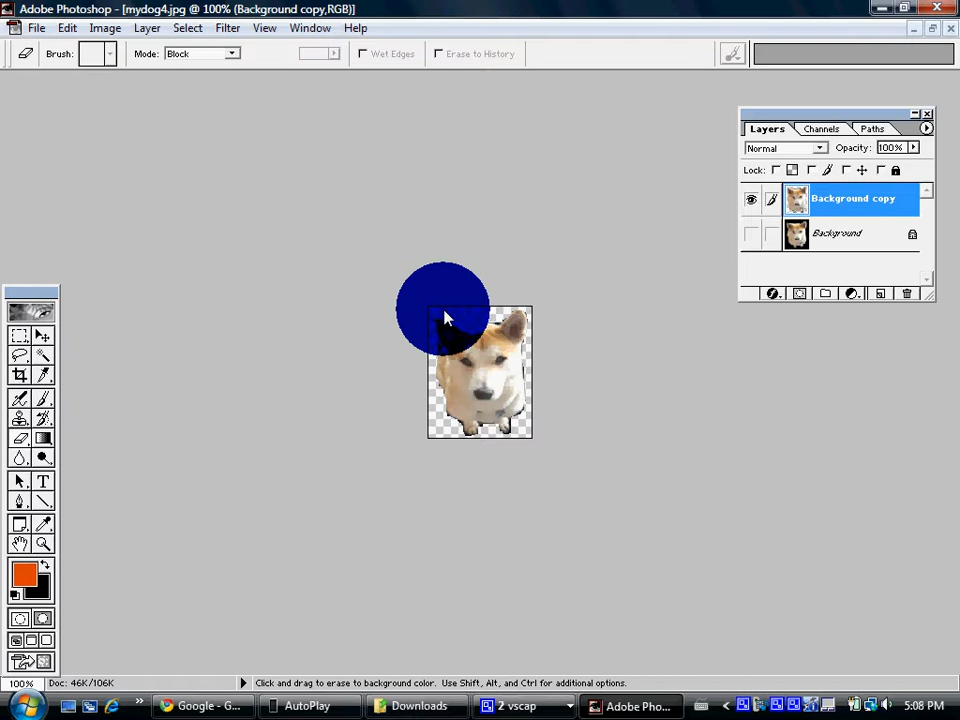 Adobe Photoshop - [mydog4.jpg @ 100% (Background copy,RGB)]
File Edit Image Layer Select Filter View Window Help
Brush: Mode: Block Wet Edges Erase to History
Layers Channels Paths
Normal Opacity: 100%
Lock:
Background copy
Background
T
100% Doc: 46K/106K Click and drag to erase to background color. Use Shift, Alt, and Ctrl for additional options.
Google - G... AutoPlay Downloads 2 vscap Adobe Pho... 5:08 PM